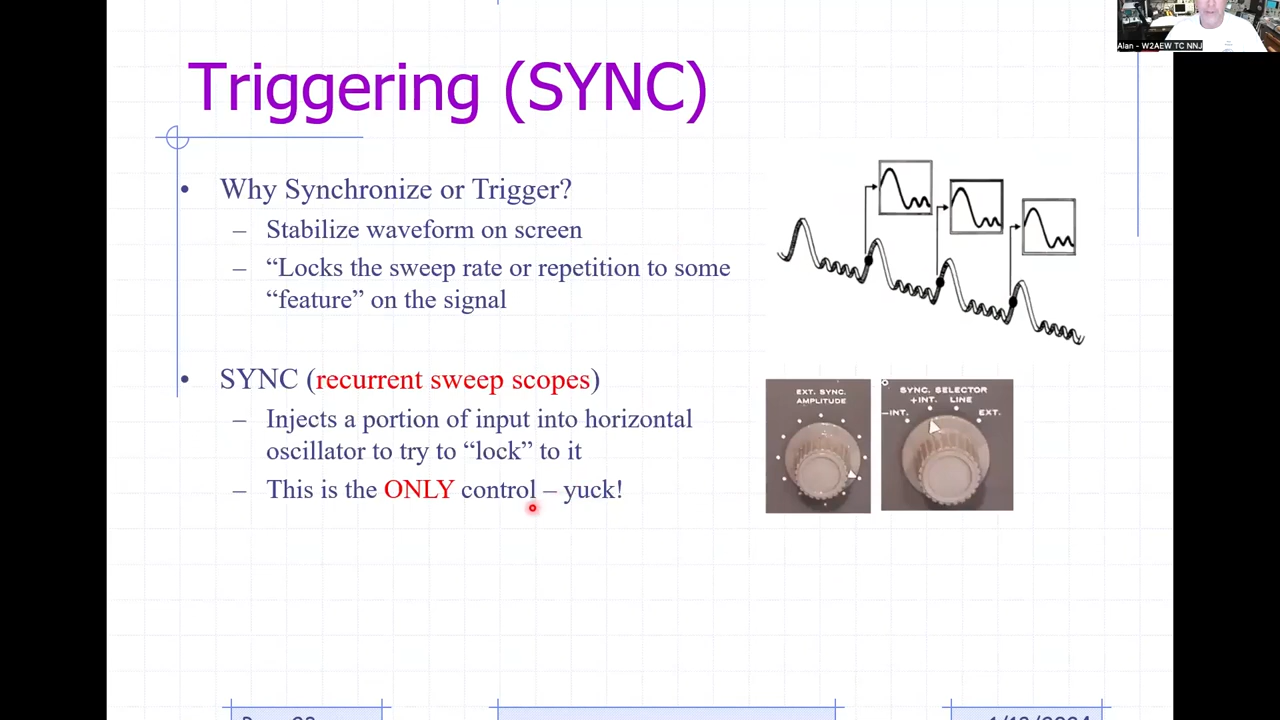 Alan - W2AEW TC NNJ
Triggering (SYNC)
• Why Synchronize or Trigger?
– Stabilize waveform on screen
– “Locks the sweep rate or repetition to some
“feature” on the signal
• SYNC (recurrent sweep scopes)
– Injects a portion of input into horizontal
oscillator to try to “lock” to it
– This is the ONLY control – yuck!
EXT. SYNC.
AMPLITUDE
SYNC. SELECTOR
+INT. LINE
–INT. EXT.